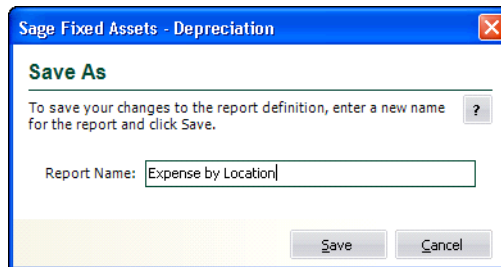 Sage Fixed Assets - Depreciation
Save As
To save your changes to the report definition, enter a new name
for the report and click Save.
?
Report Name: Expense by Location
Save Cancel